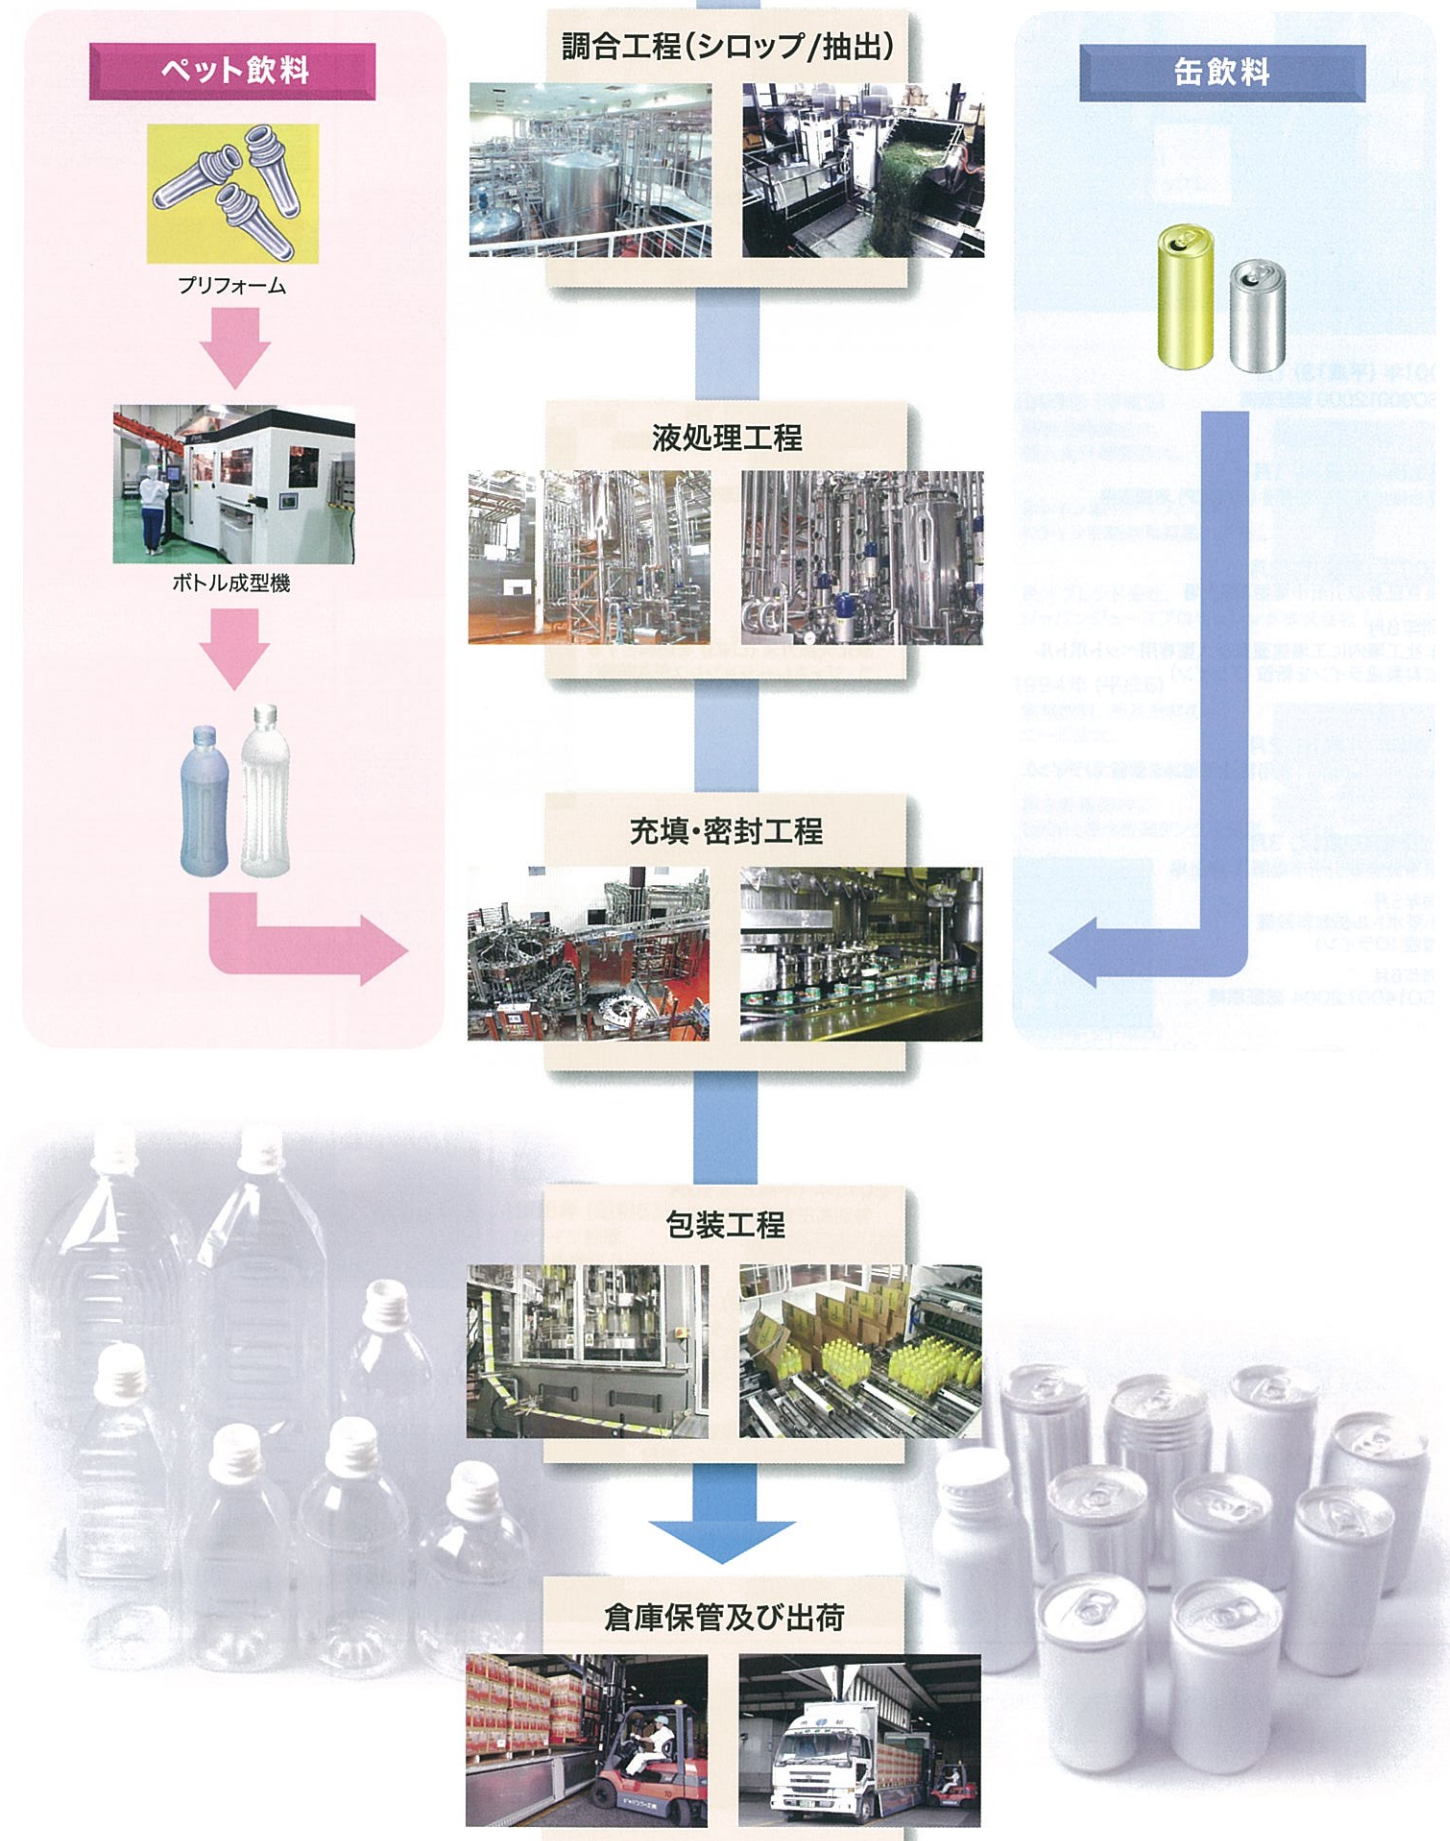 ペット飲料
プリフォーム
ボトル成型機
調合工程(シロップ/抽出)
液処理工程
充填・密封工程
包装工程
倉庫保管及び出荷
缶飲料